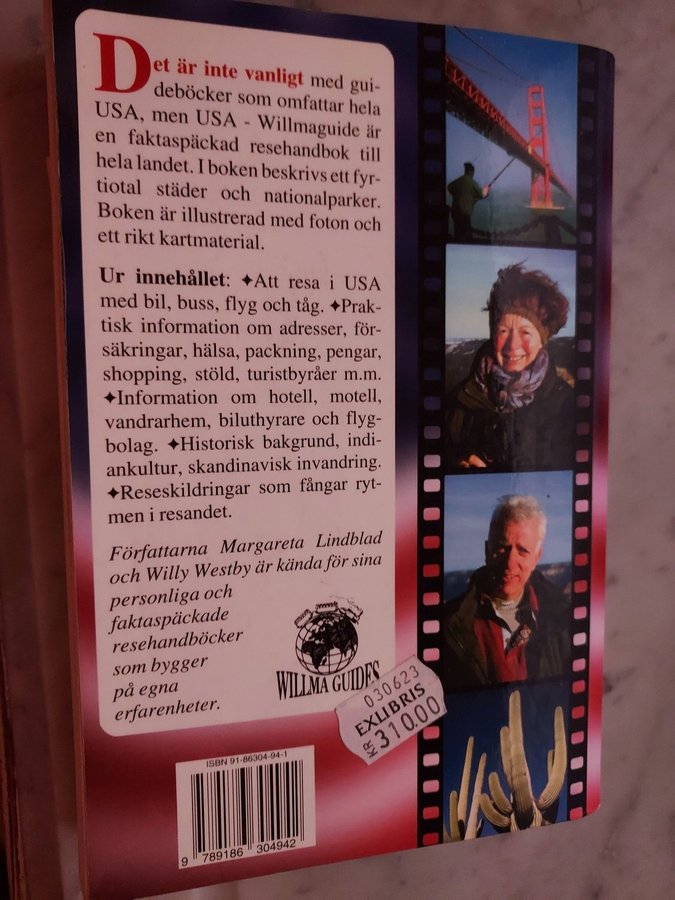 Det är inte vanligt med gui-
deböcker som omfattar hela
USA, men USA - Willmaguide är
en faktaspäckad resehandbok till
hela landet. I boken beskrivs ett fyr-
tiotal städer och nationalparker.
Boken är illustrerad med foton och
ett rikt kartmaterial.
Ur innehållet: ✦Att resa i USA
med bil, buss, flyg och tåg. ✦Prak-
tisk information om adresser, för-
säkringar, hälsa, packning, pengar,
shopping, stöld, turistbyråer m.m.
✦Information om hotell, motell,
vandrarhem, biluthyrare och flyg-
bolag. ✦Historisk bakgrund, indi-
ankultur, skandinavisk invandring.
✦Reseskildringar som fångar ryt-
men i resandet.
Författarna Margareta Lindblad
och Willy Westby är kända för sina
personliga och
faktaspäckade
resehandböcker
som bygger
på egna
erfarenheter.
WILLMA GUIDES
030623
EXLIBRIS
KR 310.00
ISBN 91-86304-94-1
9 789186 304942